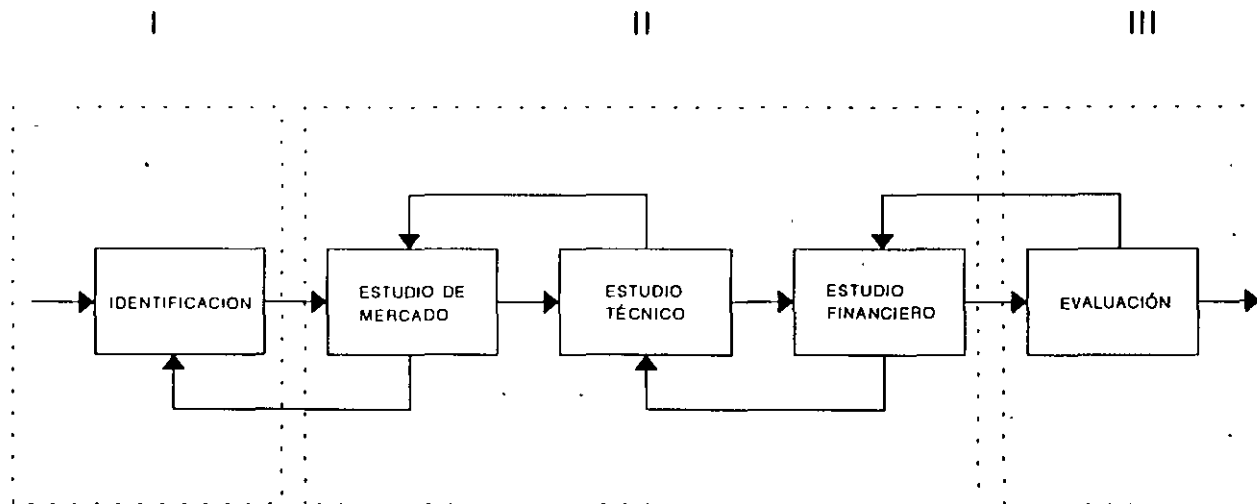 I
II
III
IDENTIFICACION
ESTUDIO DE
MERCADO
ESTUDIO
TÉCNICO
ESTUDIO
FINANCIERO
EVALUACIÓN